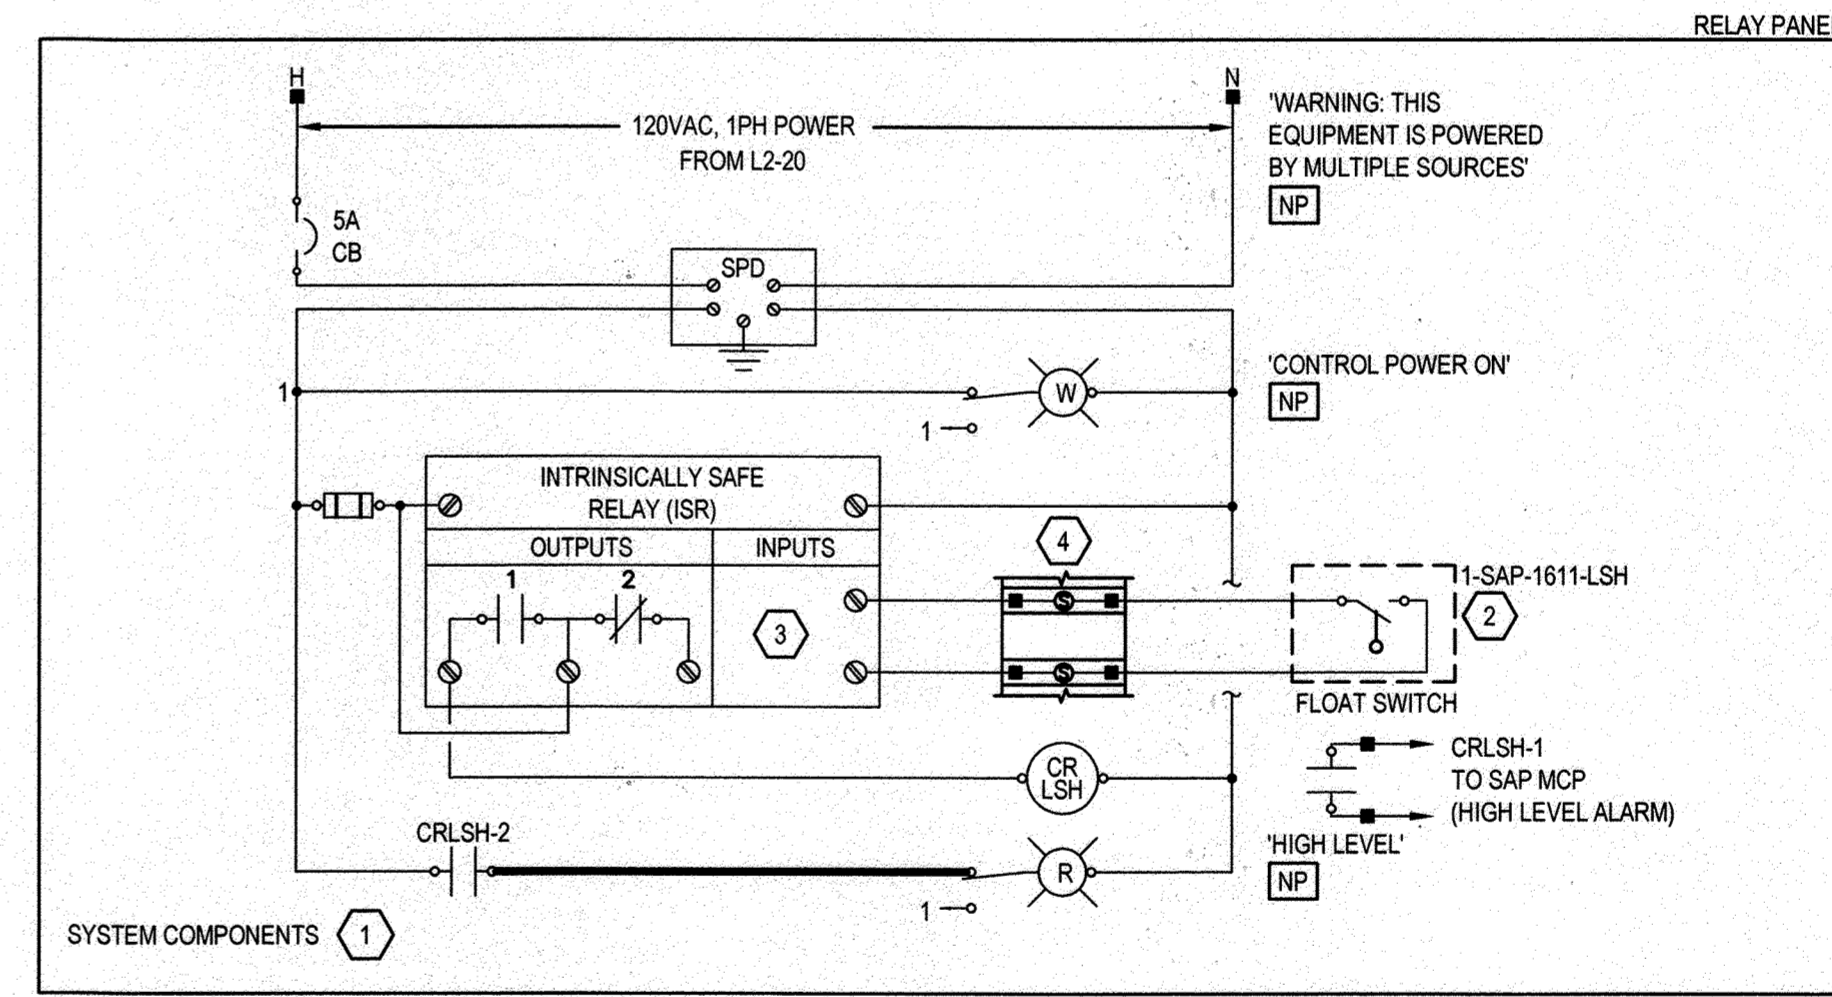 RELAY PANE
H
N
120VAC, 1PH POWER
FROM L2-20
'WARNING: THIS
EQUIPMENT IS POWERED
BY MULTIPLE SOURCES'
NP
5A
CB
SPD
'CONTROL POWER ON'
NP
1
W
1
INTRINSICALLY SAFE
RELAY (ISR)
OUTPUTS
INPUTS
1
2
3
4
S
S
1-SAP-1611-LSH
2
FLOAT SWITCH
CR
LSH
CRLSH-1
TO SAP MCP
(HIGH LEVEL ALARM)
CRLSH-2
R
1
'HIGH LEVEL'
NP
SYSTEM COMPONENTS
1